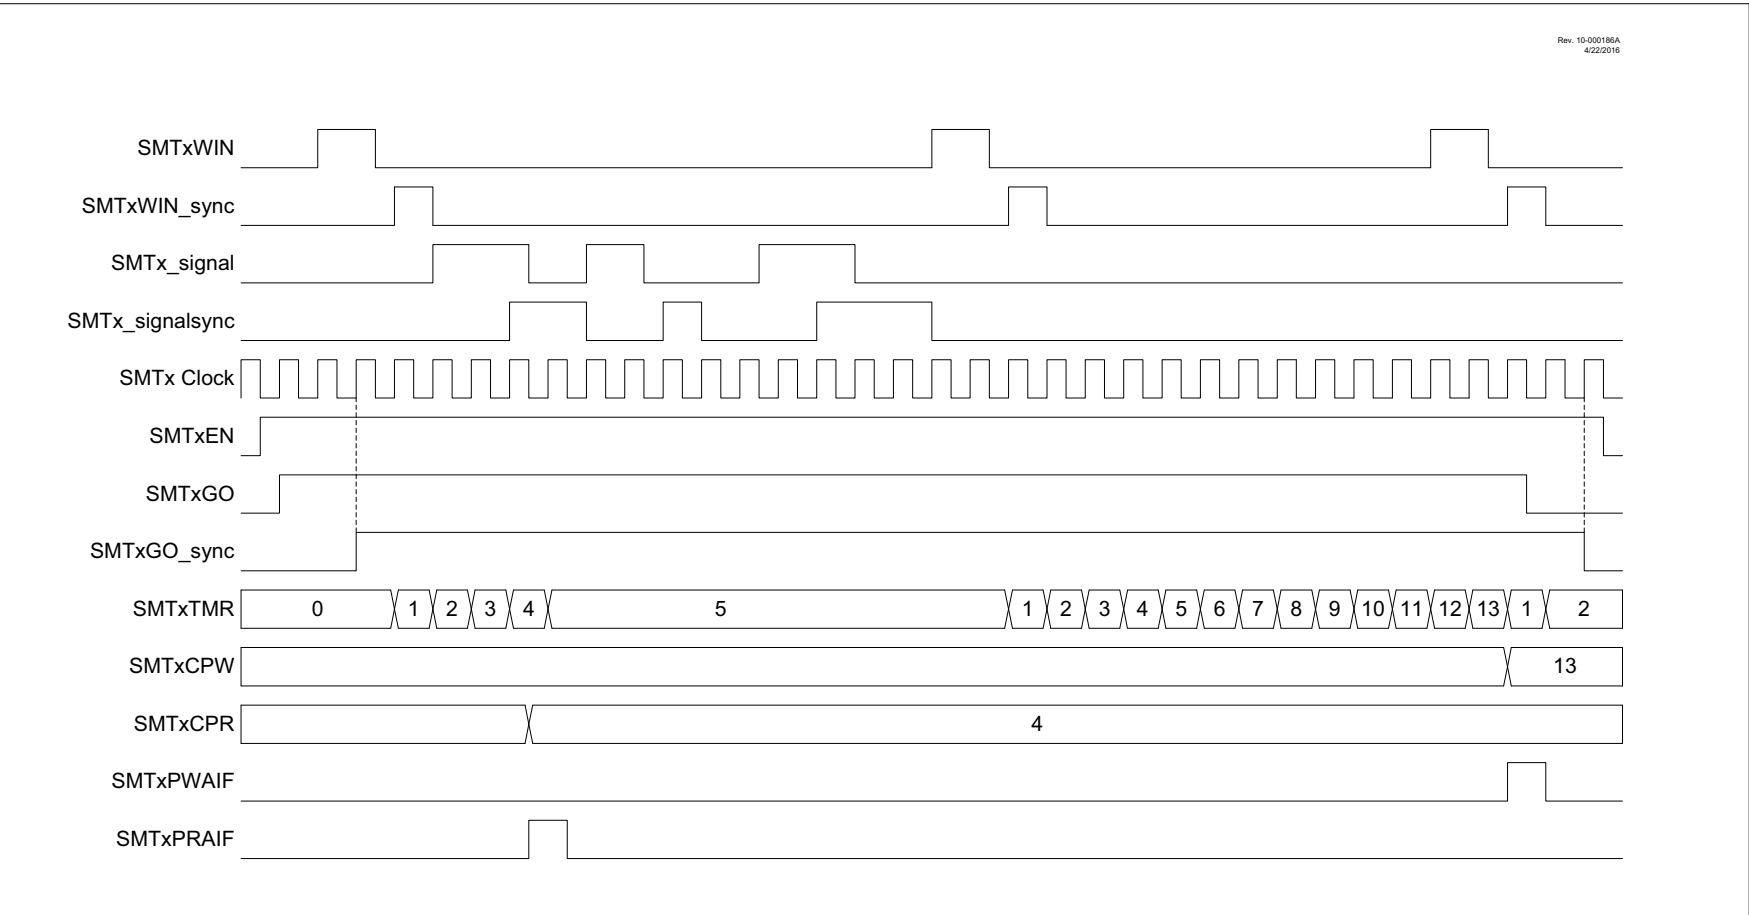 Rev. 10-000186A
4/22/2016
SMTxWIN
SMTxWIN_sync
SMTx_signal
SMTx_signalsync
SMTx Clock
SMTxEN
SMTxGO
SMTxGO_sync
SMTxTMR 0 1 2 3 4 5 1 2 3 4 5 6 7 8 9 10 11 12 13 1 2
SMTxCPW 13
SMTxCPR 4
SMTxPWAIF
SMTxPRAIF